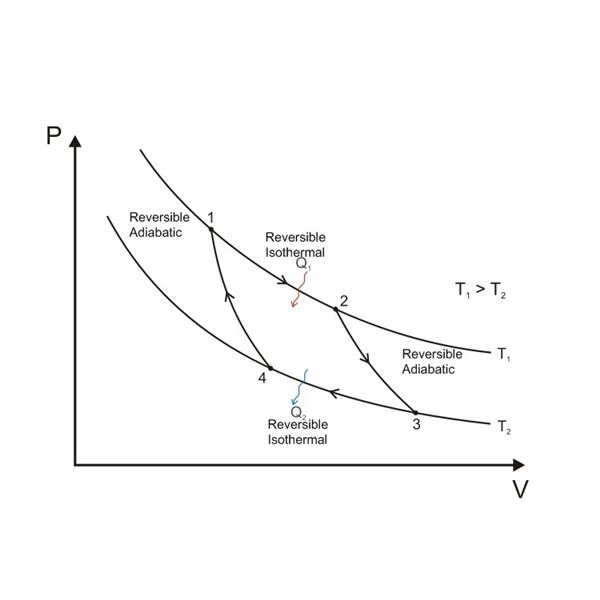 P
1
Reversible
Adiabatic
Reversible
Isothermal
Q₁
2
T₁ > T₂
T₁
Reversible
Adiabatic
4
Q₂
Reversible
Isothermal
3
T₂
V